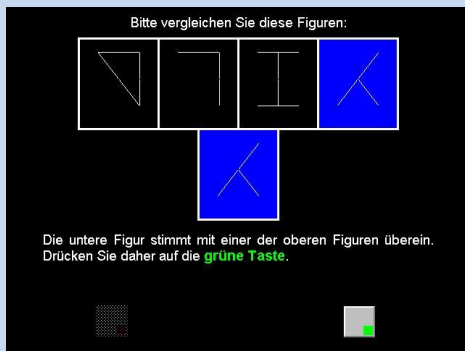 Bitte vergleichen Sie diese Figuren:
Die untere Figur stimmt mit einer der oberen Figuren überein.
Drücken Sie daher auf die grüne Taste.